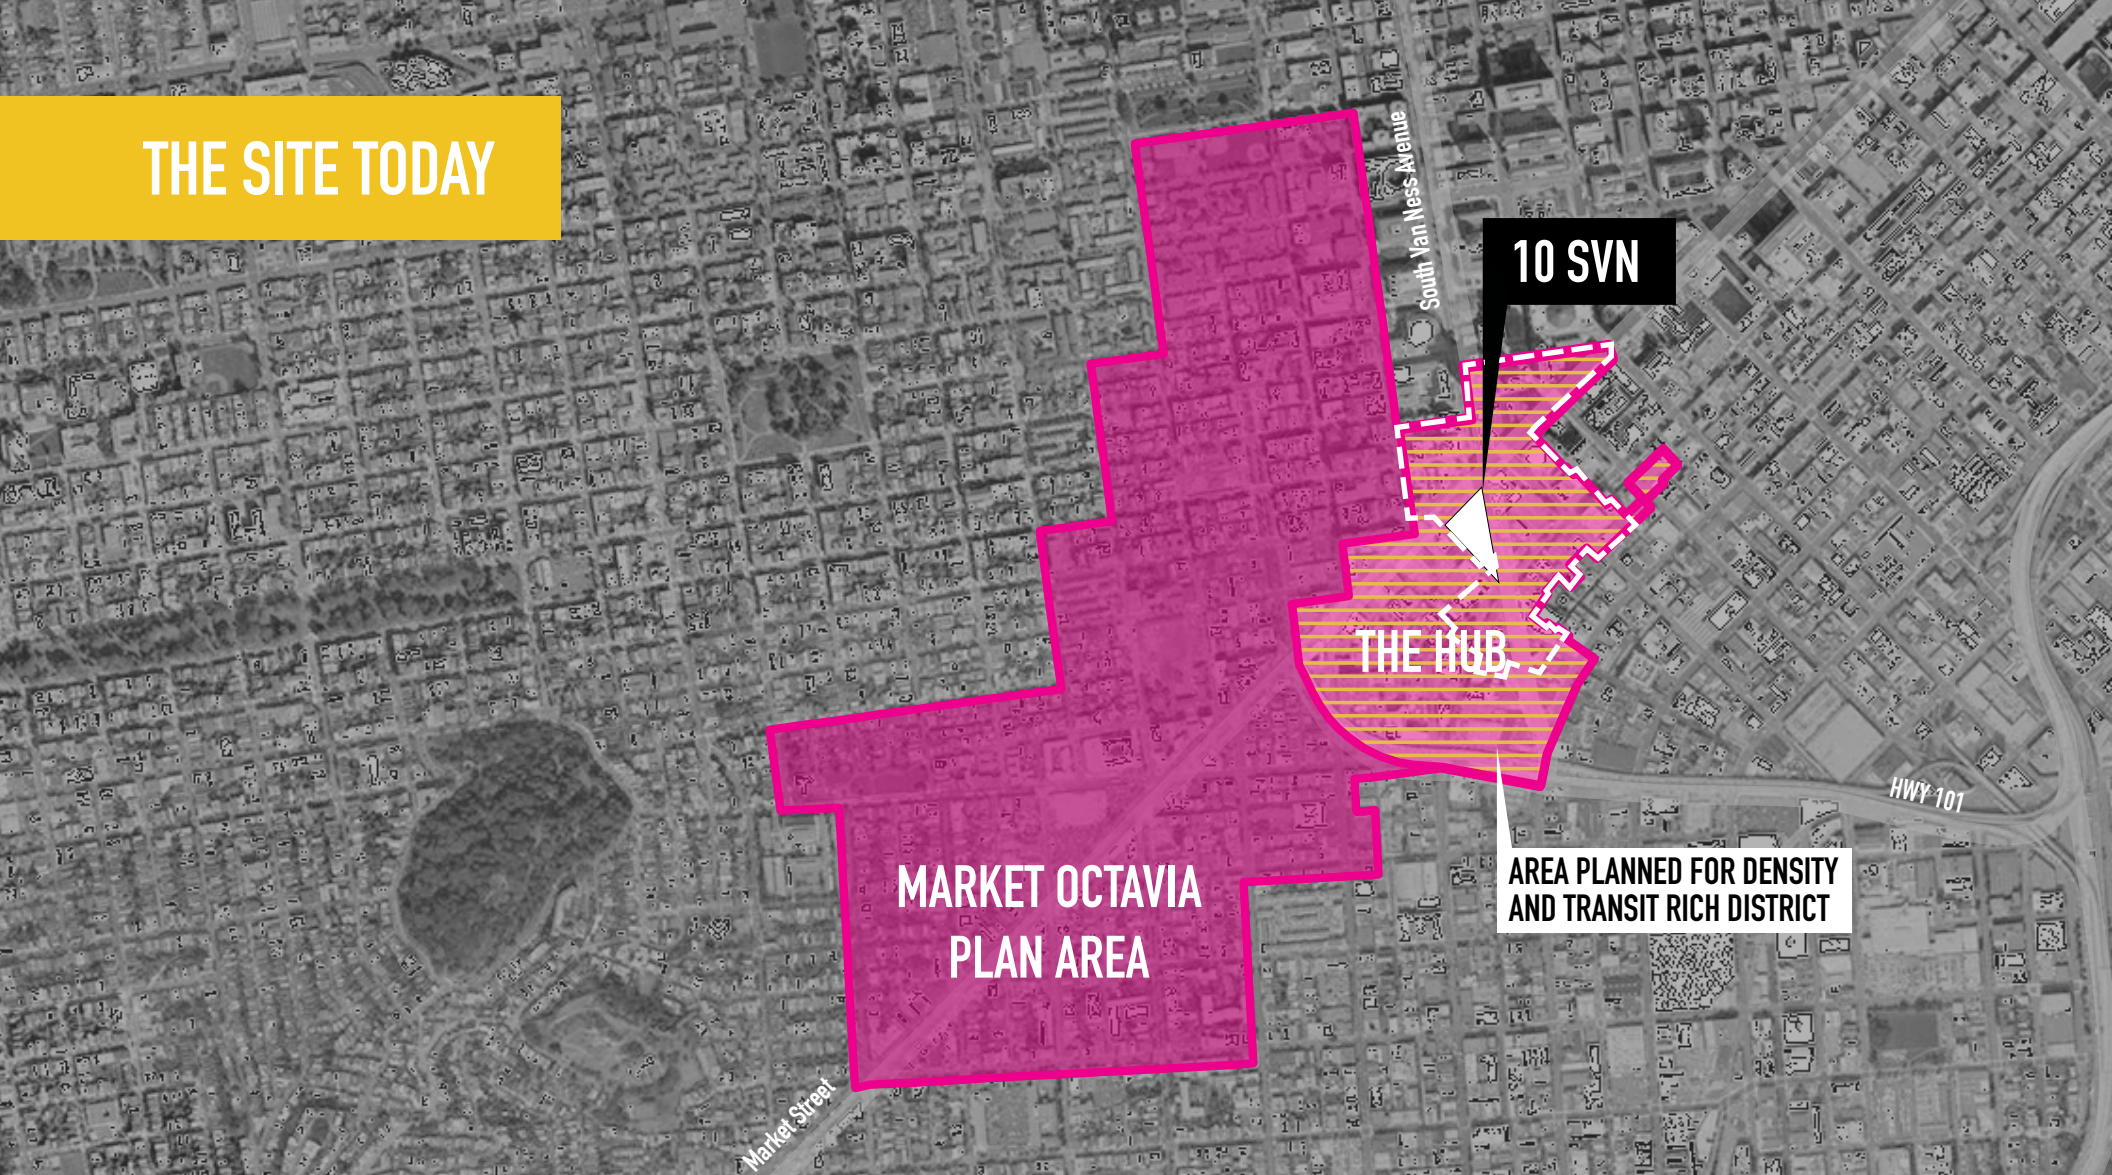 THE SITE TODAY
South Van Ness Avenue
10 SVN
THE HUB
HWY 101
AREA PLANNED FOR DENSITY
AND TRANSIT RICH DISTRICT
MARKET OCTAVIA
PLAN AREA
Market Street